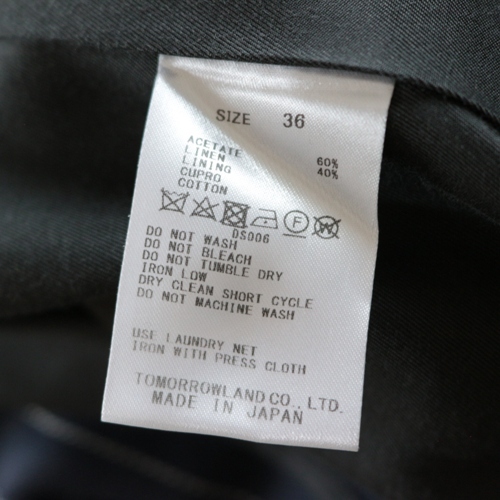 SIZE 36
ACETATE 60%
LINEN 40%
LINING
CUPRO
COTTON
DS006
DO NOT WASH
DO NOT BLEACH
DO NOT TUMBLE DRY
IRON LOW
DRY CLEAN SHORT CYCLE
DO NOT MACHINE WASH
USE LAUNDRY NET
IRON WITH PRESS CLOTH
TOMORROWLAND CO., LTD.
MADE IN JAPAN